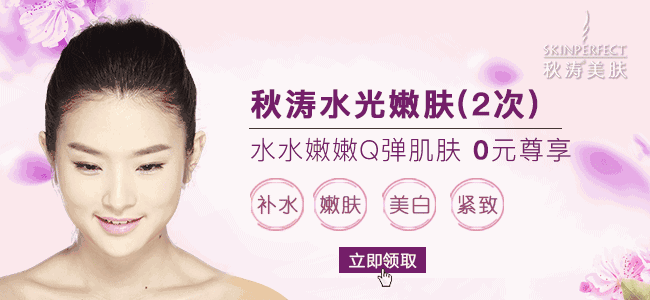 SKINPERFECT
秋涛美肤
秋涛水光嫩肤(2次)
水水嫩嫩Q弹肌肤 0元尊享
补水 嫩肤 美白 紧致
立即领取